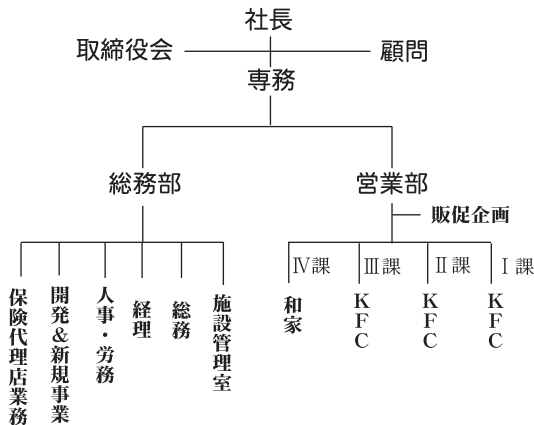 社長
取締役会
顧問
専務
総務部
営業部
販促企画
Ⅳ課
Ⅲ課
Ⅱ課
Ⅰ課
保険代理店業務
開発&新規事業
人事・労務
経理
総務
施設管理室
和家
KFC
KFC
KFC